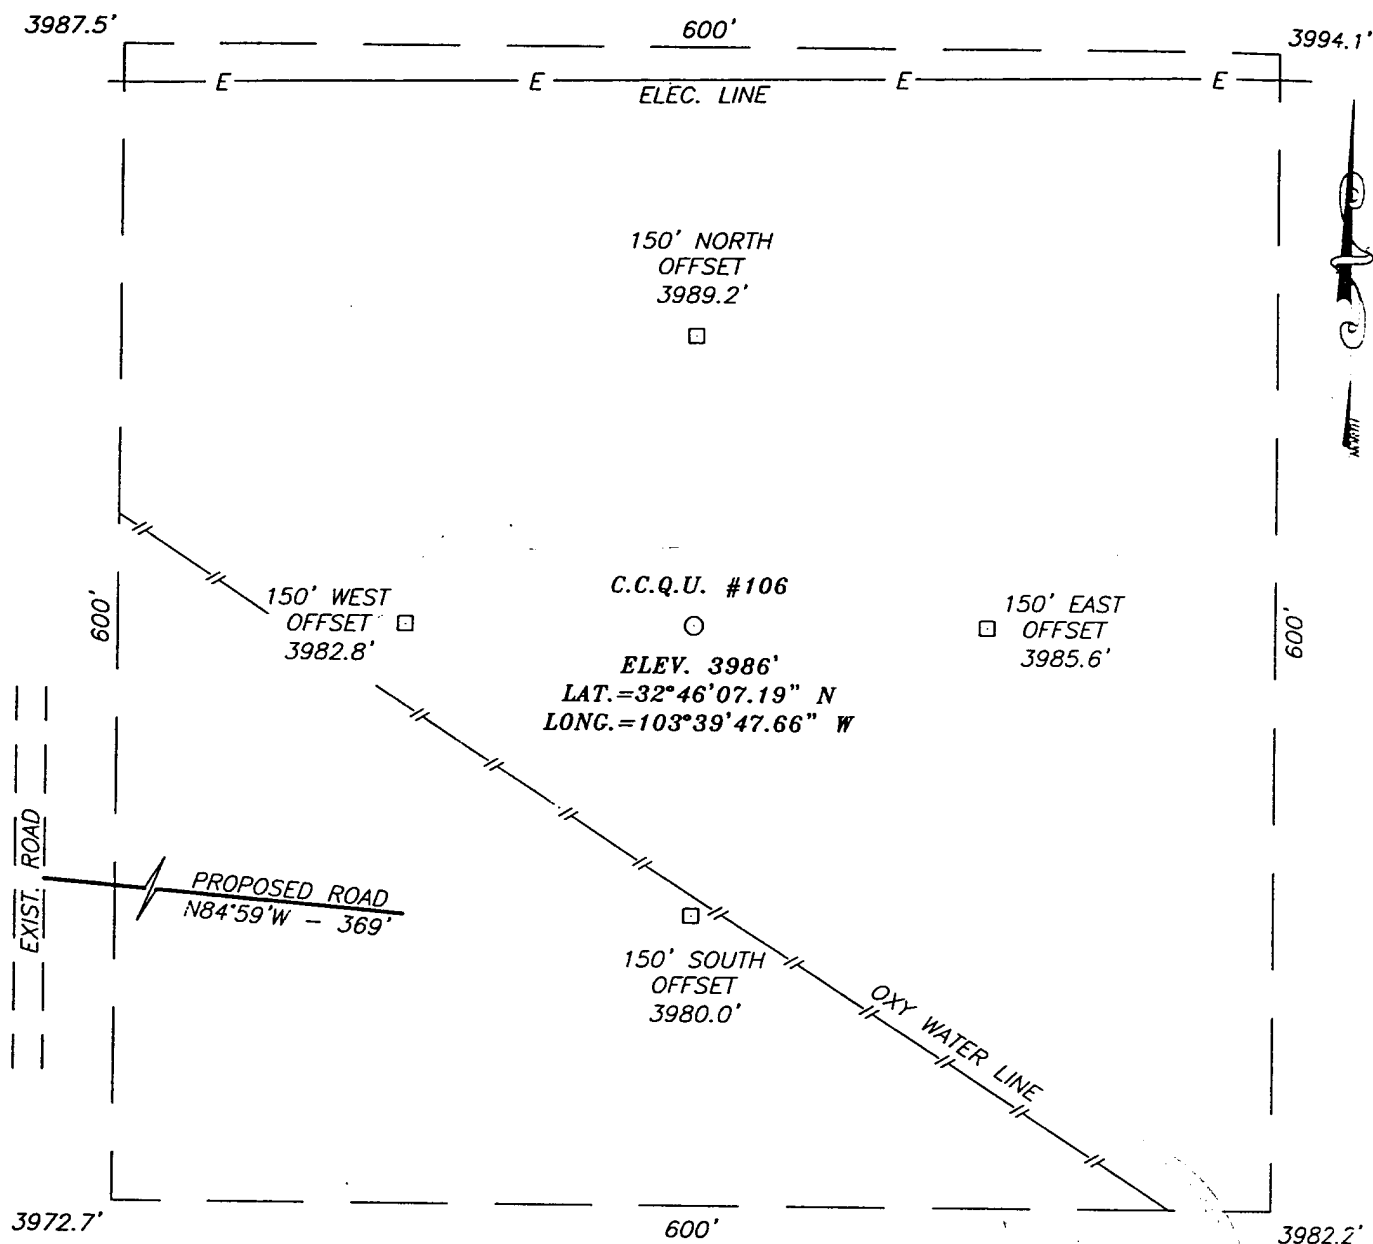 3987.5'
600'
3994.1'
E E E E
ELEC. LINE
150' NORTH
OFFSET
3989.2'
NORTH
C.C.Q.U. #106
150' WEST
OFFSET
3982.8'
150' EAST
OFFSET
3985.6'
600'
600'
ELEV. 3986'
LAT.=32°46'07.19" N
LONG.=103°39'47.66" W
EXIST. ROAD
PROPOSED ROAD
N84°59'W - 369'
150' SOUTH
OFFSET
3980.0'
OXY WATER LINE
3972.7'
600'
3982.2'